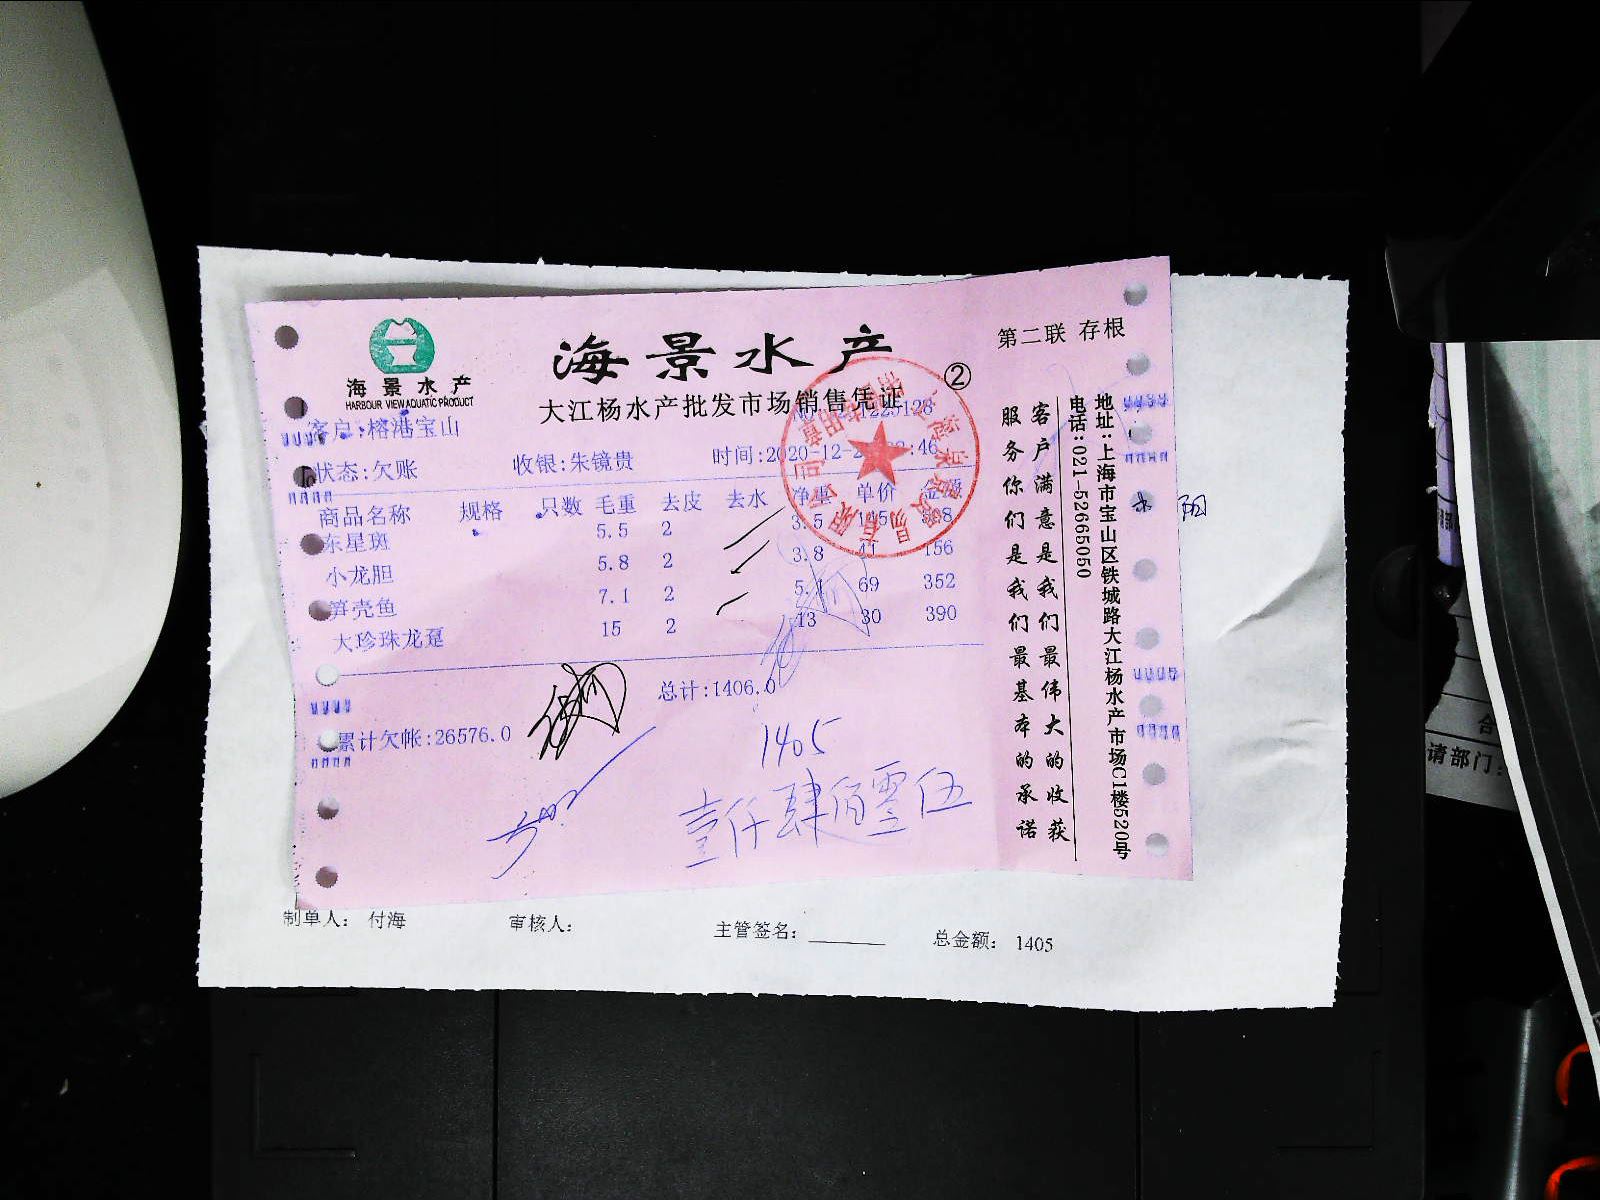 海景水产
HARBOUR VIEW AQUATIC PRODUCT
海景水产
②
第二联 存根
大江杨水产批发市场销售凭证
客户:榕港宝山
状态:欠账 收银:朱镜贵 时间:2020-12-2 :46
商品名称 规格 只数 毛重 去皮 去水 净重 单价 金额
东星斑 5.5 2 3.5
小龙胆 5.8 2 3.8 41 156
笋壳鱼 7.1 2 5.1 69 352
大珍珠龙趸 15 2 13 30 390
总计:1406.0
累计欠帐:26576.0
1405
壹仟肆佰零伍
客户满意是我们最伟大的收获
服务你们是我们最基本的承诺
地址:上海市宝山区铁城路大江杨水产市场C1楼520号
电话:021-52665050
阳
制单人: 付海 审核人: 主管签名: 总金额: 1405
合
请部门: